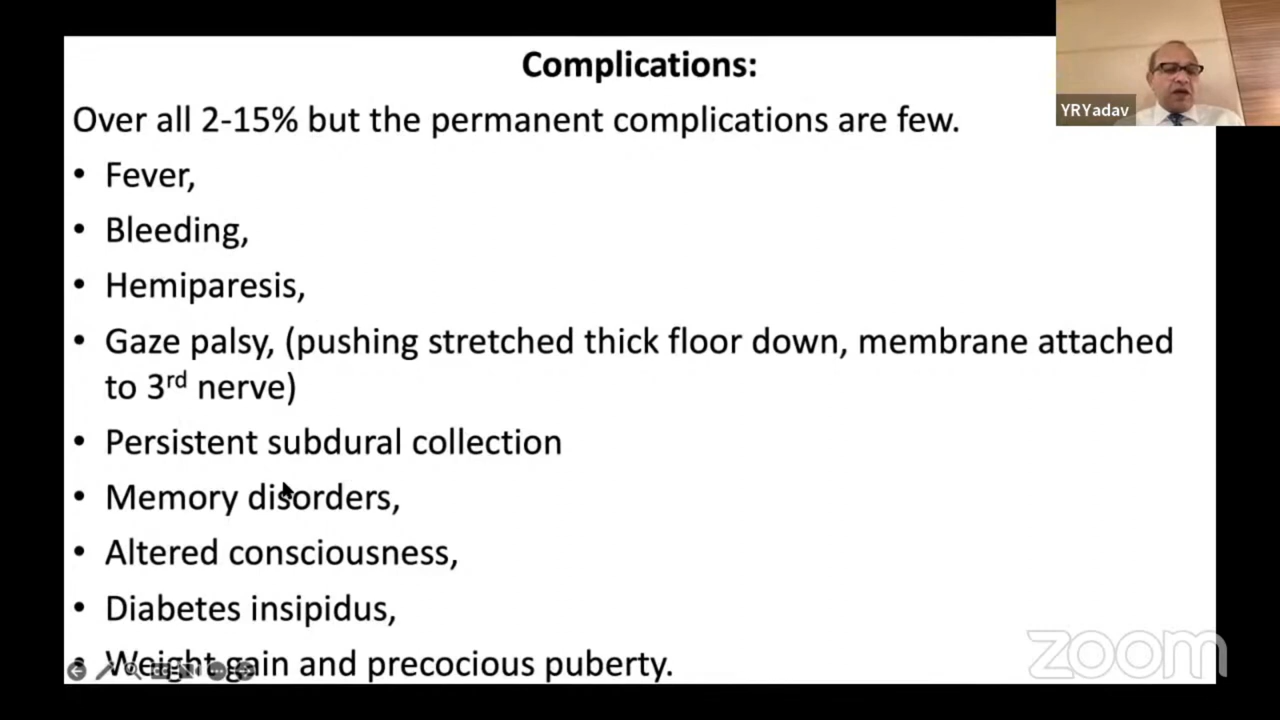 Complications:
YRYadav
Over all 2-15% but the permanent complications are few.
• Fever,
• Bleeding,
• Hemiparesis,
• Gaze palsy, (pushing stretched thick floor down, membrane attached
to 3rd nerve)
• Persistent subdural collection
• Memory disorders,
• Altered consciousness,
• Diabetes insipidus,
• Weight gain and precocious puberty.
zoom